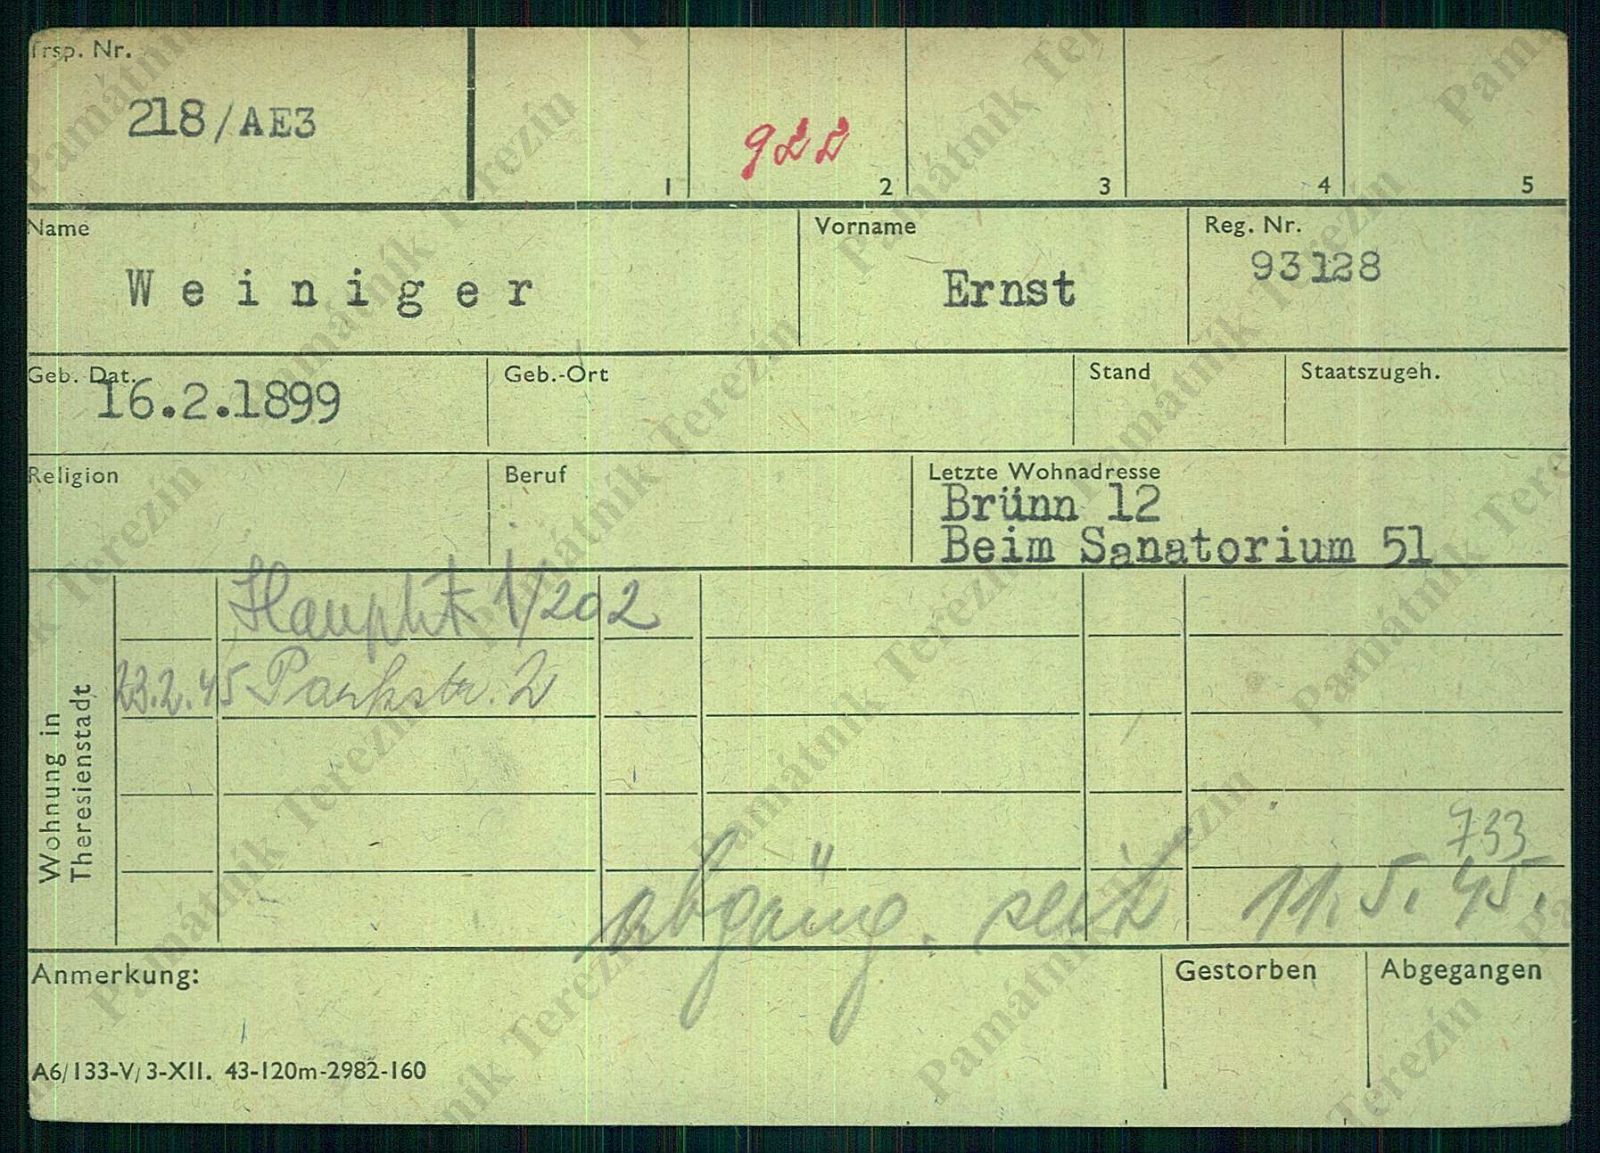 Trsp. Nr.
218/AE3
922
1 2 3 4 5
Name Vorname Reg. Nr.
Weiniger Ernst 93128
Geb. Dat. Geb.-Ort Stand Staatszugeh.
16.2.1899
Religion Beruf Letzte Wohnadresse
Brünn 12
Beim Sanatorium 51
Wohnung in
Theresienstadt
Hauptst 1/202
23.2.45 Parkstr. 2
733
abgäng. seit 11.5.45.
Anmerkung: Gestorben Abgegangen
A6/133-V/3-XII. 43-120m-2982-160
Památník Terezín